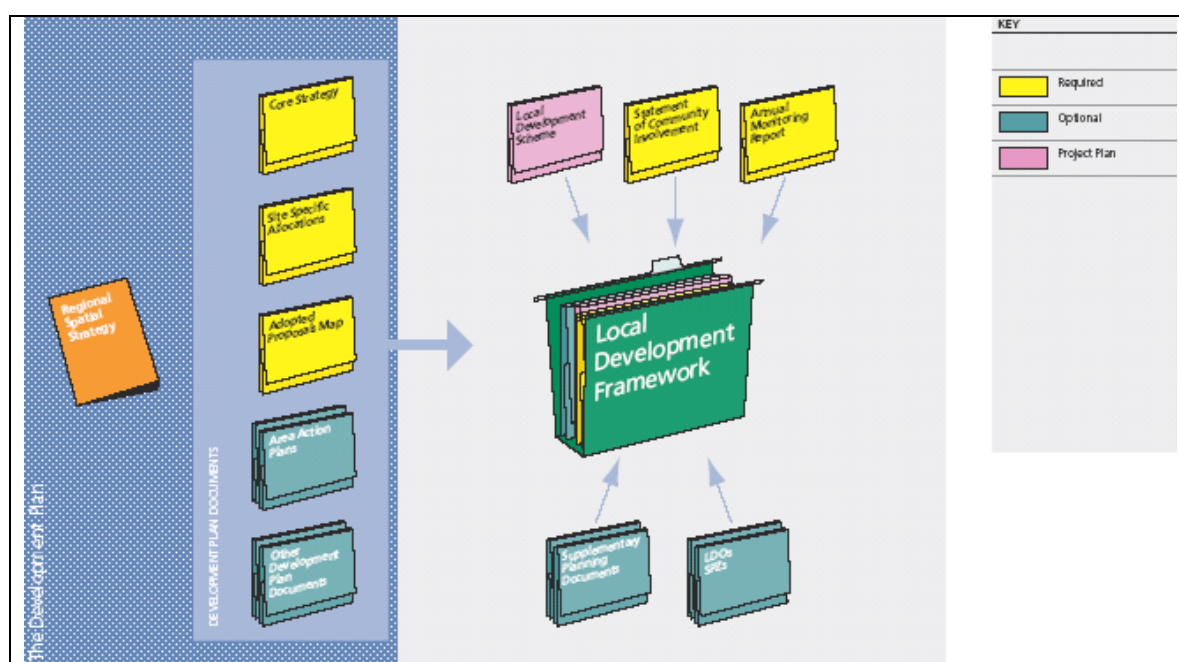 KEY
Required
Optional
Project Plan
The Development Plan
Regional
Spatial
Strategy
DEVELOPMENT PLAN DOCUMENTS
Core Strategy
Site Specific
Allocations
Adopted
Proposals Map
Area Action
Plans
Other
Development
Plan
Documents
Local
Development
Scheme
Statement
of Community
Involvement
Annual
Monitoring
Report
Local
Development
Framework
Supplementary
Planning
Documents
LDOs
SPZs